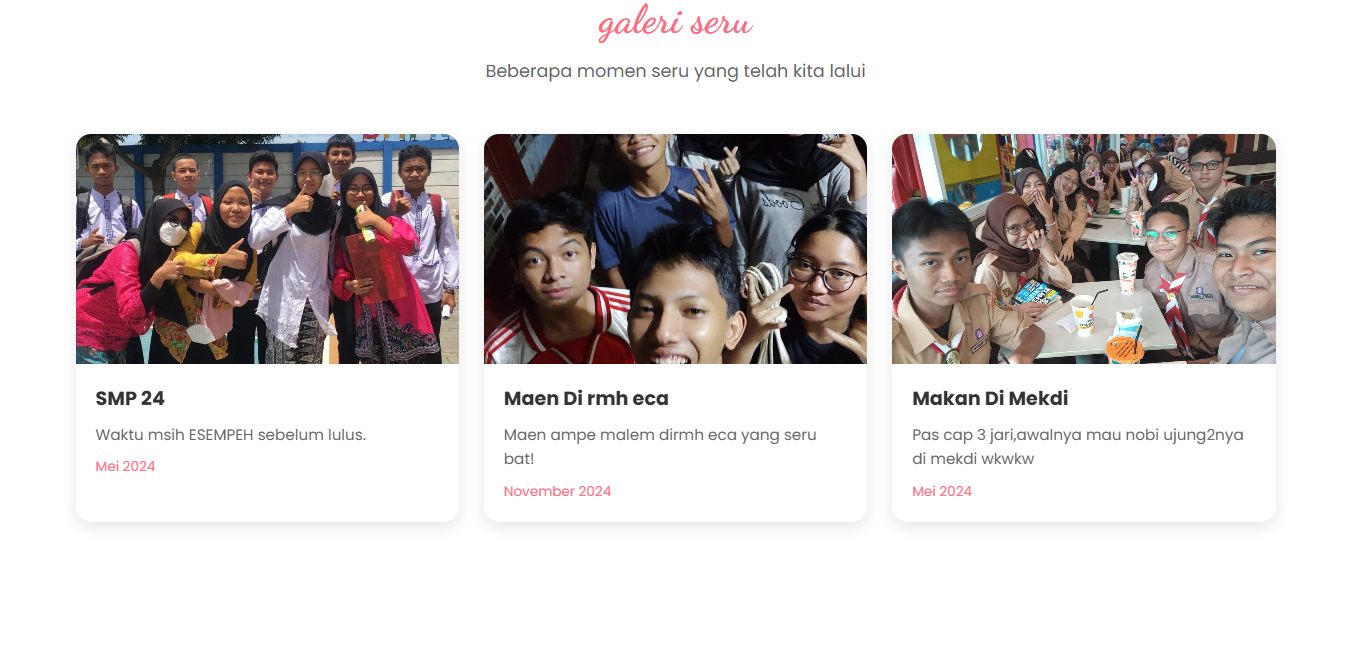 galeri seru
Beberapa momen seru yang telah kita lalui
SMP 24
Waktu msih ESEMPEH sebelum lulus.
Mei 2024
Maen Di rmh eca
Maen ampe malem dirmh eca yang seru
bat!
November 2024
Makan Di Mekdi
Pas cap 3 jari,awalnya mau nobi ujung2nya
di mekdi wkwkw
Mei 2024